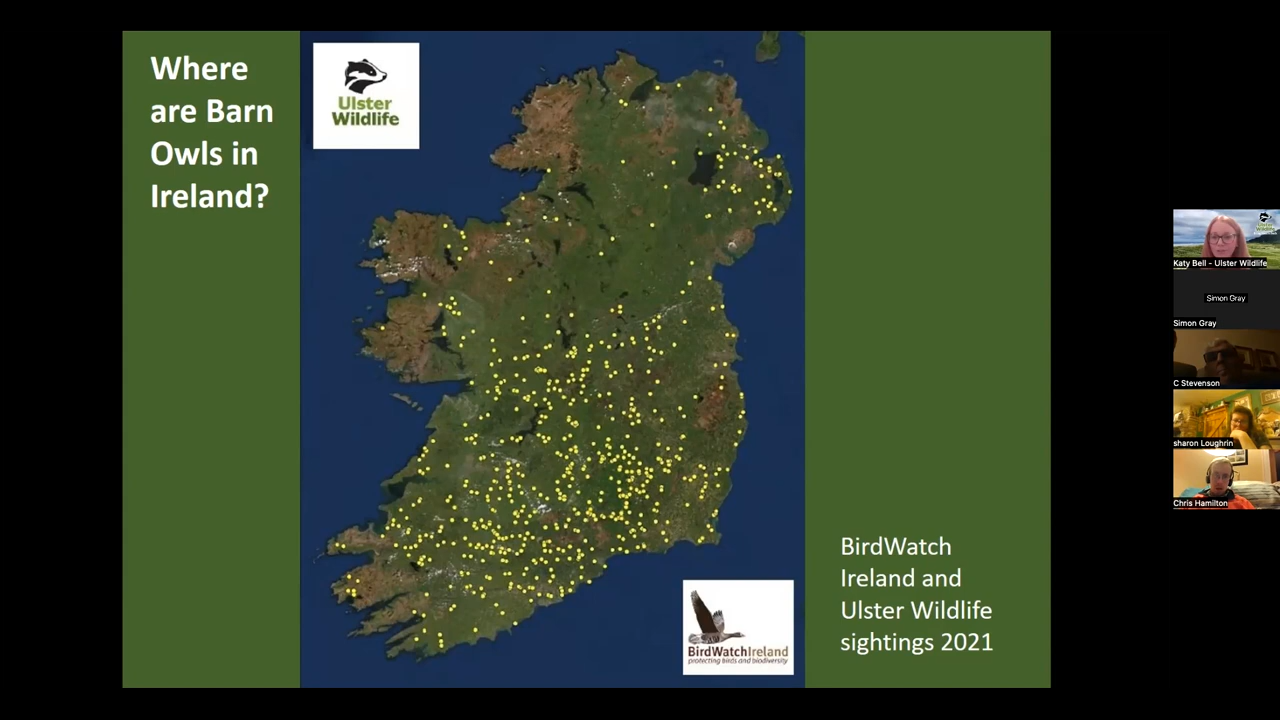 Where
are Barn
Owls in
Ireland?
Ulster
Wildlife
BirdWatch
Ireland and
Ulster Wildlife
sightings 2021
BirdWatchIreland
protecting birds and biodiversity
Katy Bell - Ulster Wildlife
Simon Gray
Simon Gray
C Stevenson
sharon Loughrin
Chris Hamilton